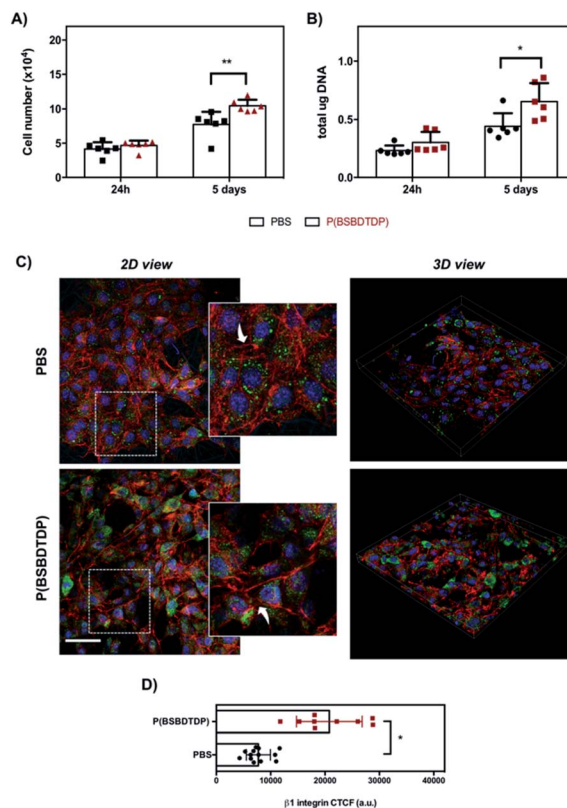 A)
B)
Cell number (x10⁴)
20
15
10
5
0
**
24h
5 days
total ug DNA
1.0
0.5
0.0
*
24h
5 days
PBS
P(BSBDTDP)
C)
2D view
3D view
PBS
P(BSBDTDP)
D)
P(BSBDTDP)
PBS
*
0
10000
20000
30000
40000
β1 integrin CTCF (a.u.)